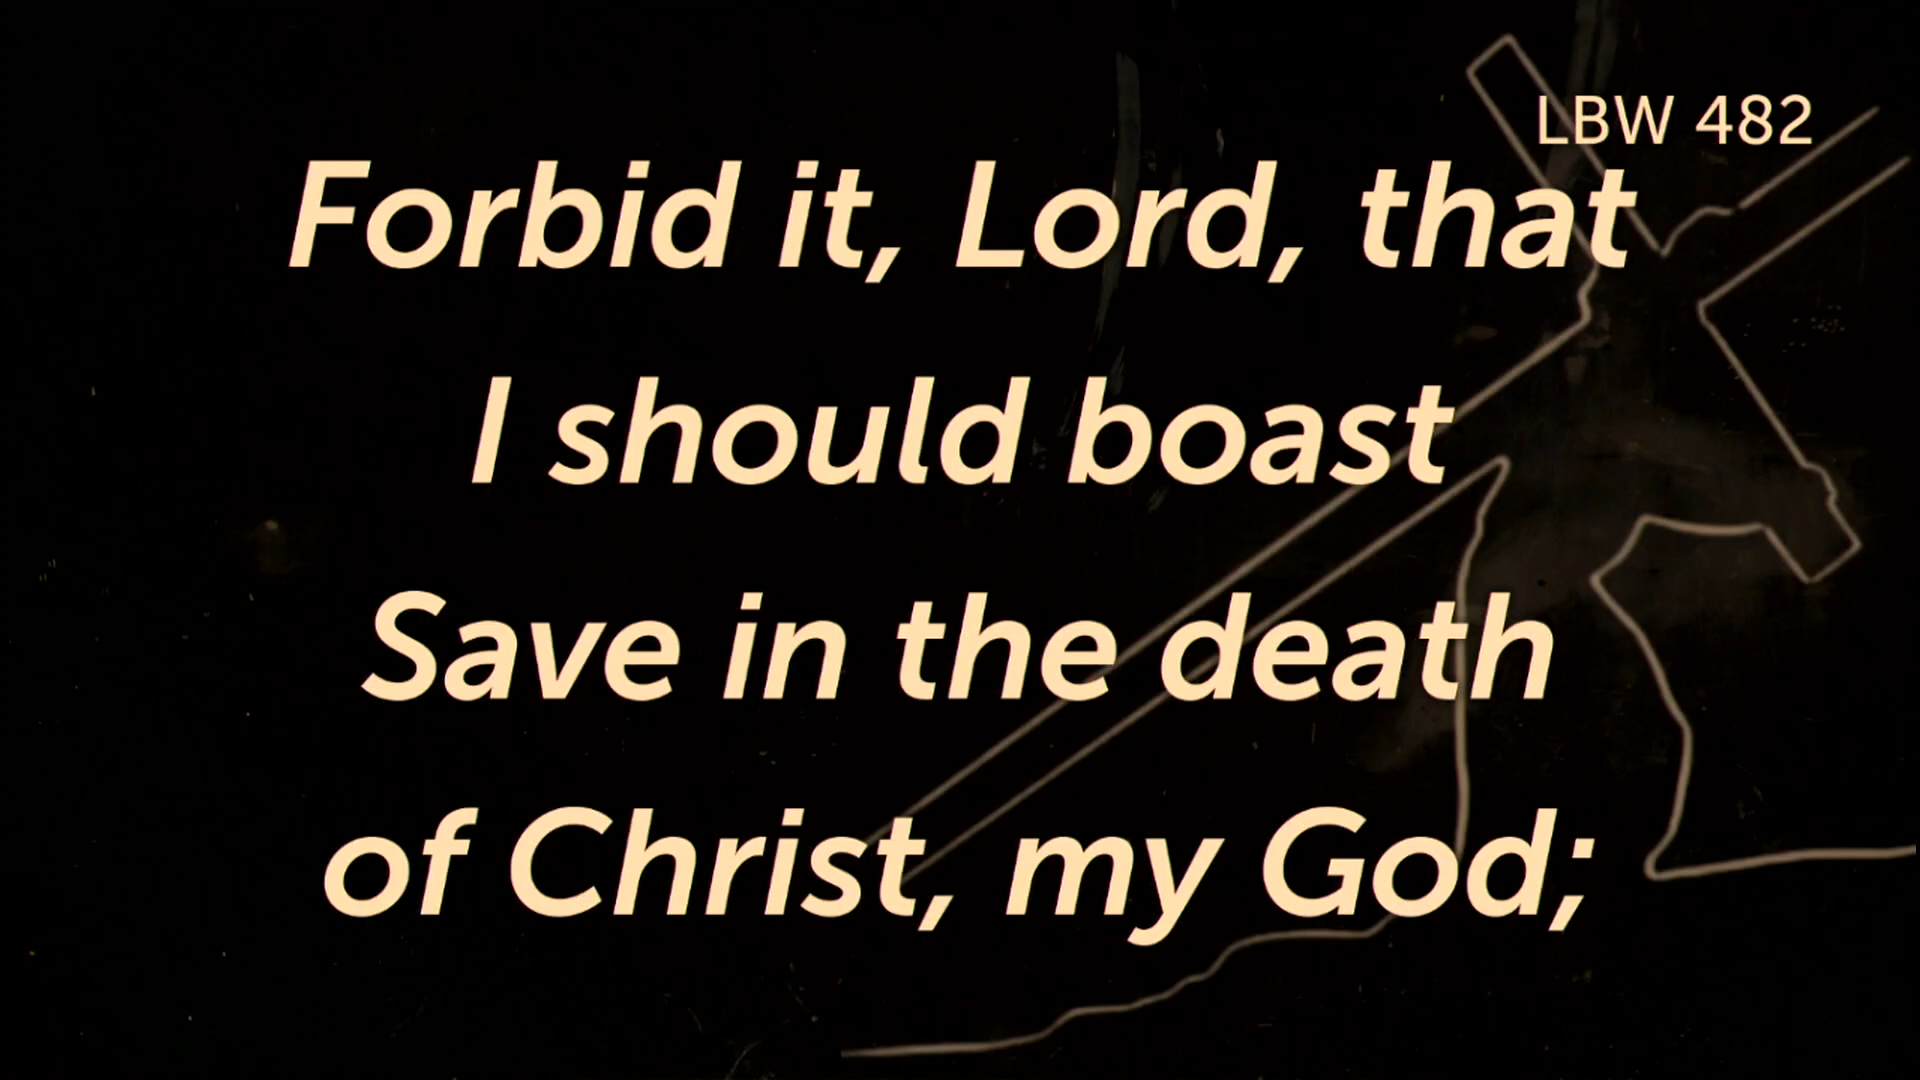 LBW 482
Forbid it, Lord, that
I should boast
Save in the death
of Christ, my God;